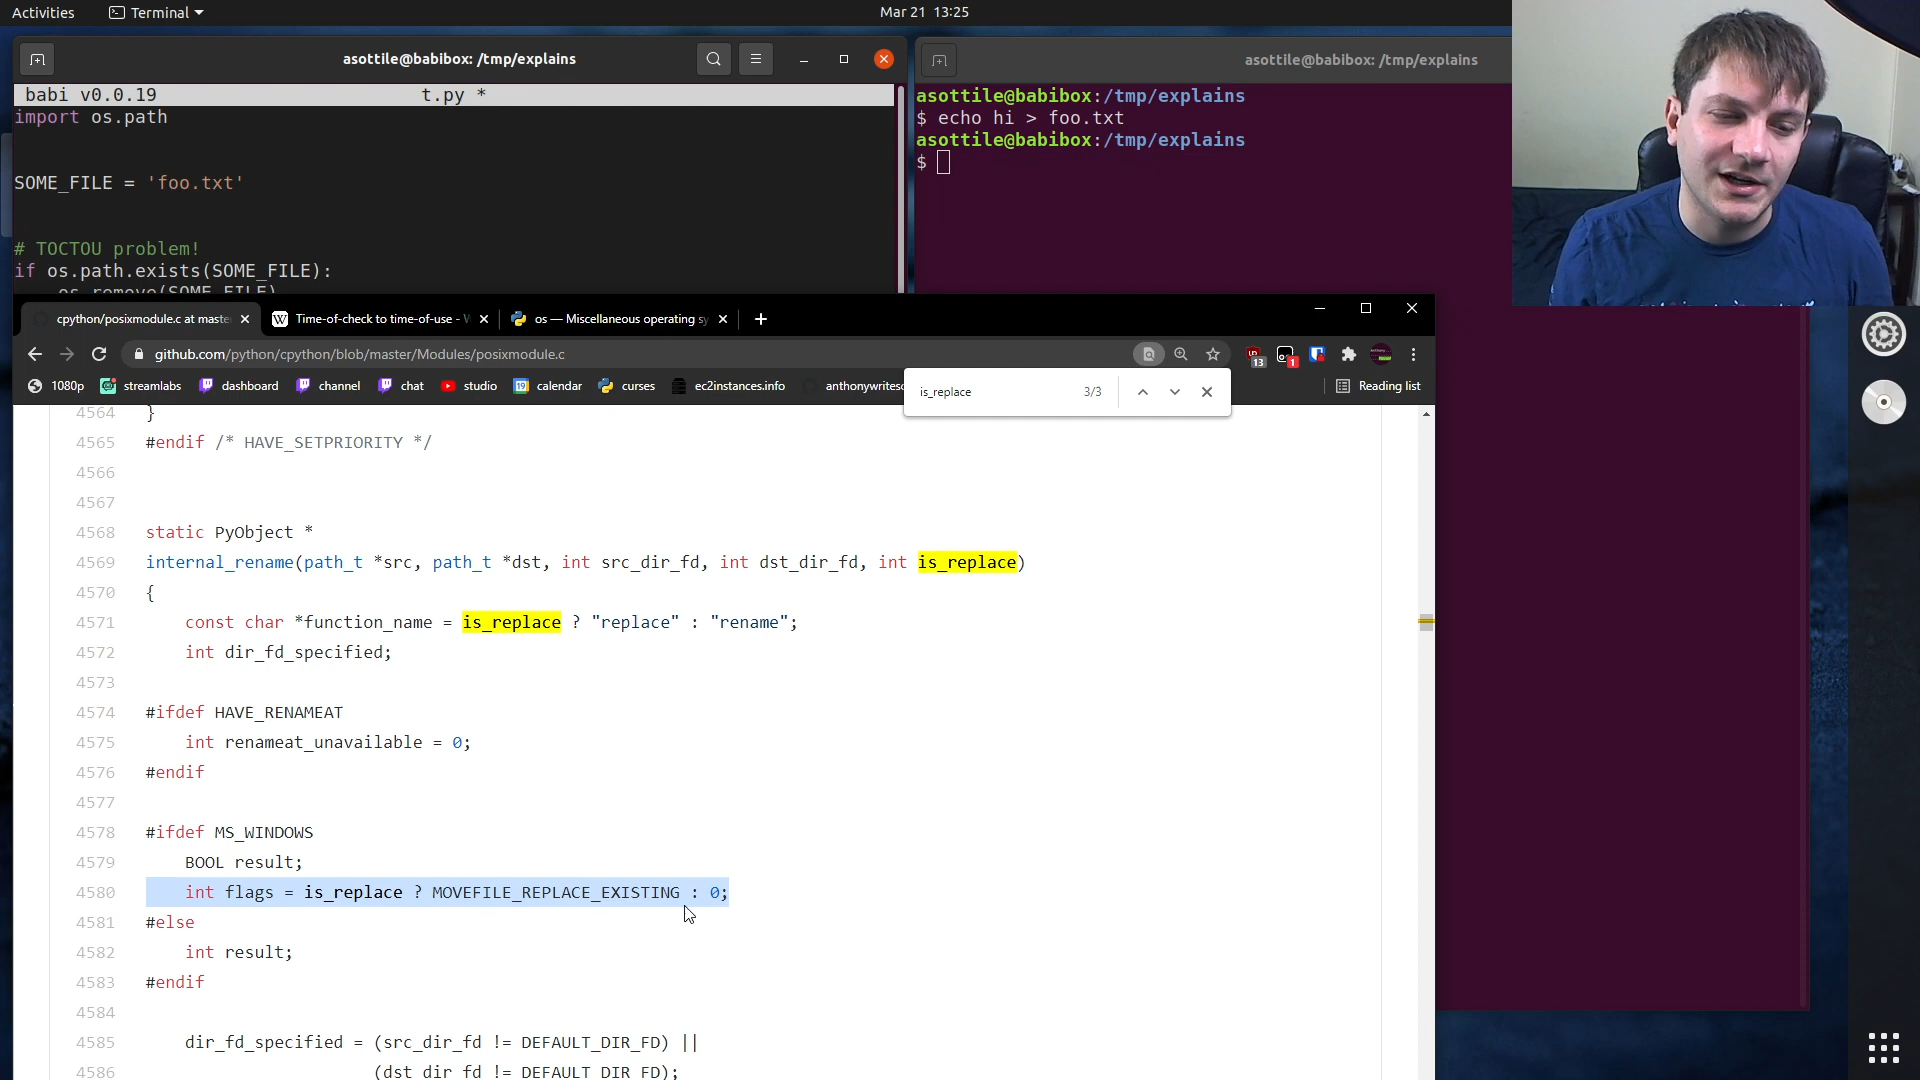 Activities
Terminal
Mar 21 13:25
asottile@babibox: /tmp/explains
babi v0.0.19 t.py *
import os.path
SOME_FILE = 'foo.txt'
# TOCTOU problem!
if os.path.exists(SOME_FILE):
os.remove(SOME_FILE)
asottile@babibox: /tmp/explains
asottile@babibox:/tmp/explains
$ echo hi > foo.txt
asottile@babibox:/tmp/explains
$
cpython/posixmodule.c at maste
Time-of-check to time-of-use -
os — Miscellaneous operating sy
github.com/python/cpython/blob/master/Modules/posixmodule.c
13
1
1080p
streamlabs
dashboard
channel
chat
studio
calendar
curses
ec2instances.info
anthonywritesc
Reading list
is_replace 3/3
4564 }
4565 #endif /* HAVE_SETPRIORITY */
4566
4567
4568 static PyObject *
4569 internal_rename(path_t *src, path_t *dst, int src_dir_fd, int dst_dir_fd, int is_replace)
4570 {
4571 const char *function_name = is_replace ? "replace" : "rename";
4572 int dir_fd_specified;
4573
4574 #ifdef HAVE_RENAMEAT
4575 int renameat_unavailable = 0;
4576 #endif
4577
4578 #ifdef MS_WINDOWS
4579 BOOL result;
4580 int flags = is_replace ? MOVEFILE_REPLACE_EXISTING : 0;
4581 #else
4582 int result;
4583 #endif
4584
4585 dir_fd_specified = (src_dir_fd != DEFAULT_DIR_FD) ||
4586 (dst_dir_fd != DEFAULT_DIR_FD);